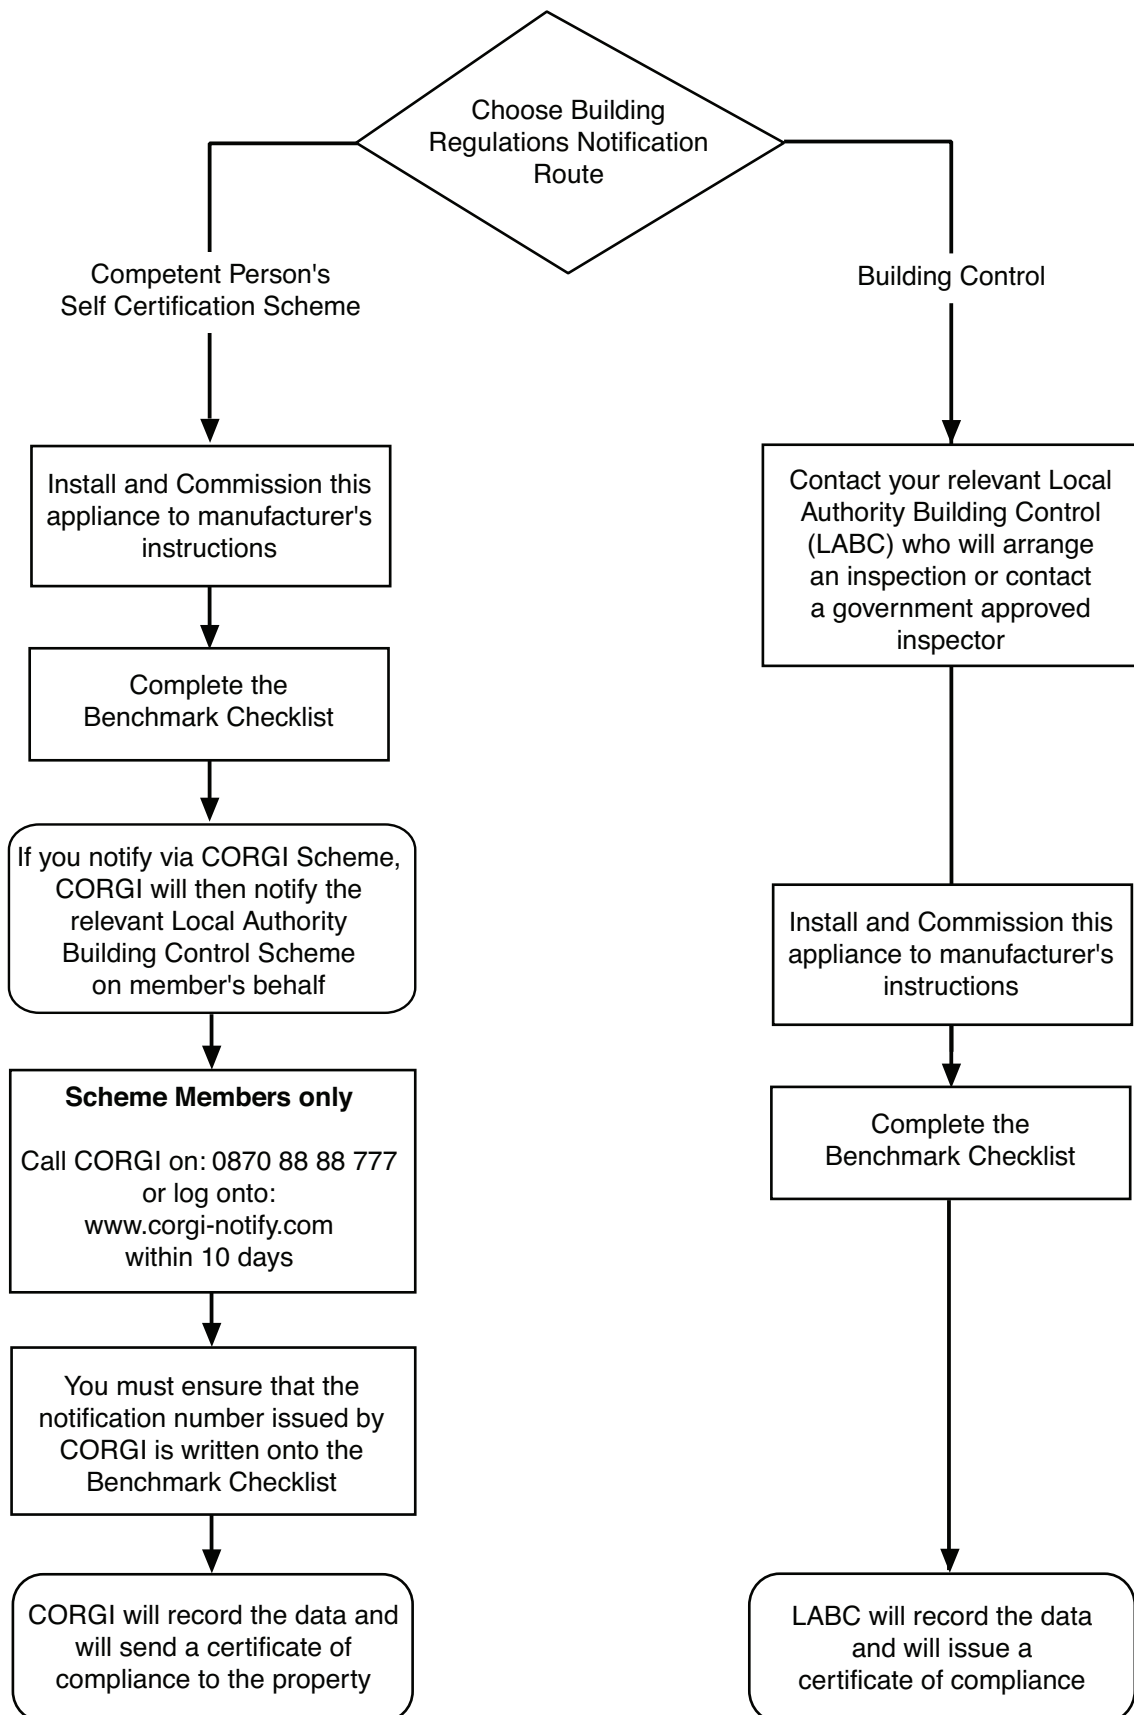 Choose Building
Regulations Notification
Route
Competent Person's
Self Certification Scheme
Building Control
Install and Commission this
appliance to manufacturer's
instructions
Complete the
Benchmark Checklist
If you notify via CORGI Scheme,
CORGI will then notify the
relevant Local Authority
Building Control Scheme
on member's behalf
Scheme Members only
Call CORGI on: 0870 88 88 777
or log onto:
www.corgi-notify.com
within 10 days
You must ensure that the
notification number issued by
CORGI is written onto the
Benchmark Checklist
CORGI will record the data and
will send a certificate of
compliance to the property
Contact your relevant Local
Authority Building Control
(LABC) who will arrange
an inspection or contact
a government approved
inspector
Install and Commission this
appliance to manufacturer's
instructions
Complete the
Benchmark Checklist
LABC will record the data
and will issue a
certificate of compliance